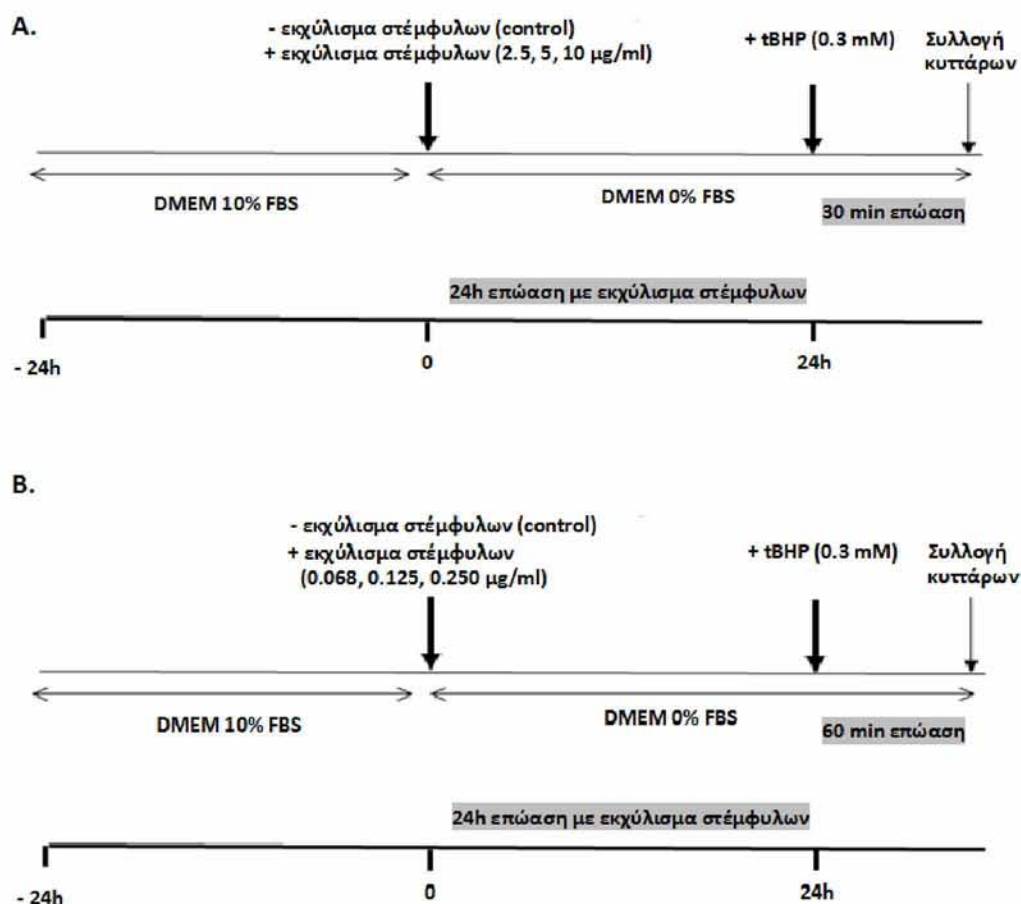 A.
- εκχύλισμα στέμφυλων (control)
+ εκχύλισμα στέμφυλων (2.5, 5, 10 μg/ml)
+ tBHP (0.3 mM)
Συλλογή
κυττάρων
DMEM 10% FBS
DMEM 0% FBS
30 min επώαση
24h επώαση με εκχύλισμα στέμφυλων
- 24h
0
24h
B.
- εκχύλισμα στέμφυλων (control)
+ εκχύλισμα στέμφυλων
(0.068, 0.125, 0.250 μg/ml)
+ tBHP (0.3 mM)
Συλλογή
κυττάρων
DMEM 10% FBS
DMEM 0% FBS
60 min επώαση
24h επώαση με εκχύλισμα στέμφυλων
- 24h
0
24h